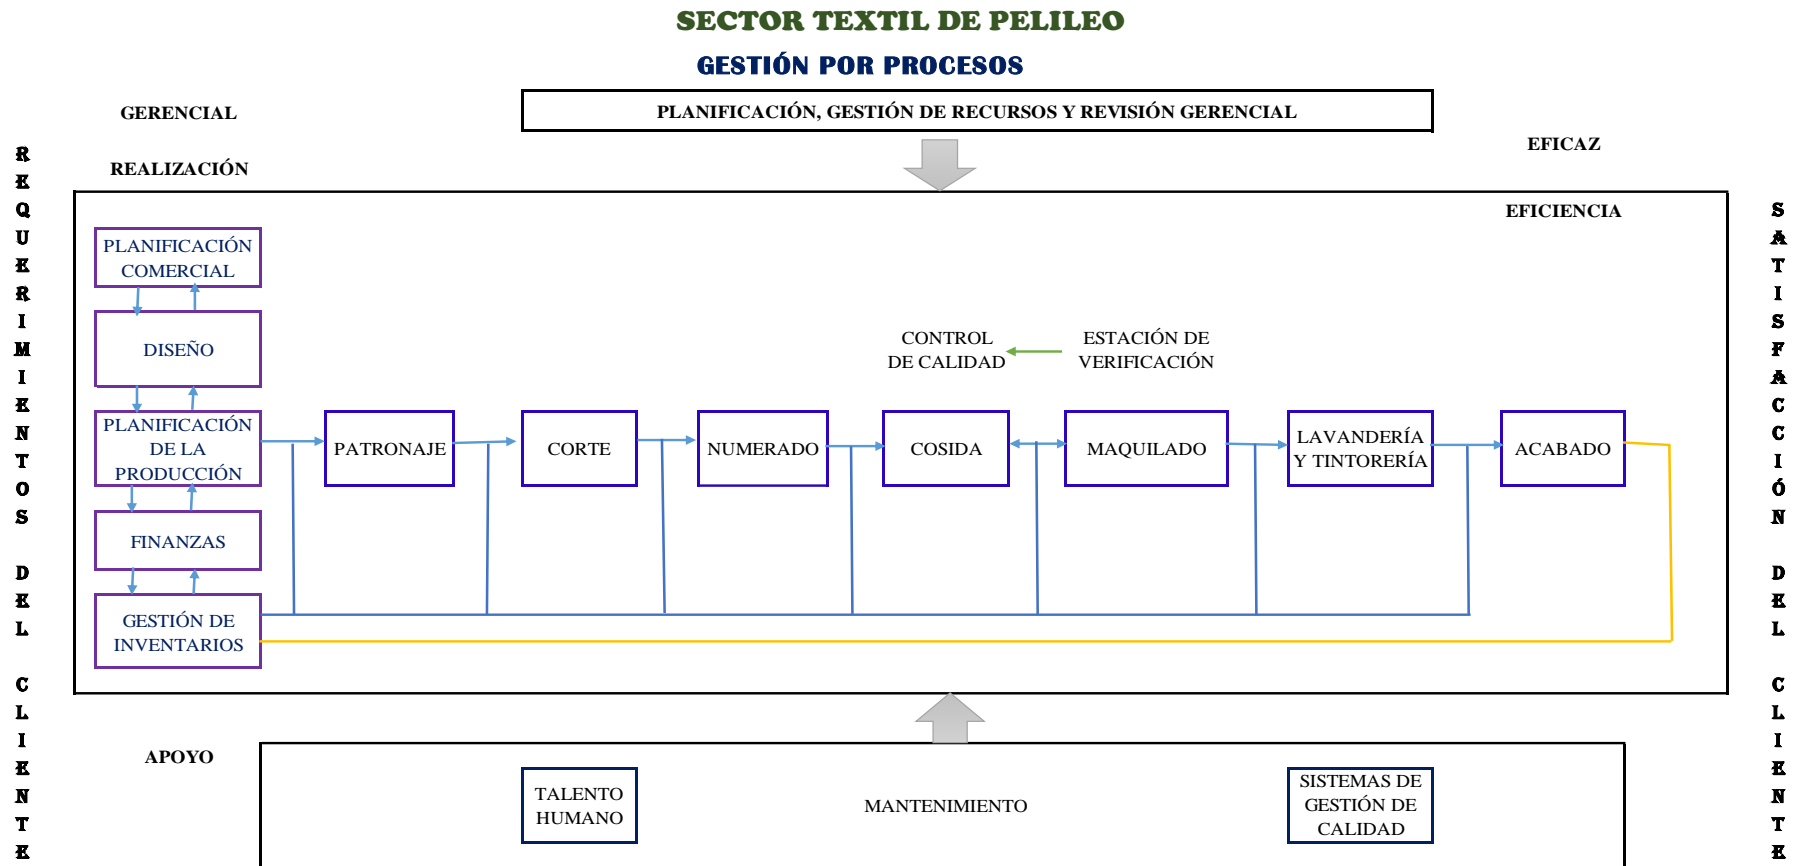 SECTOR TEXTIL DE PELILEO
GESTIÓN POR PROCESOS
GERENCIAL
PLANIFICACIÓN, GESTIÓN DE RECURSOS Y REVISIÓN GERENCIAL
EFICAZ
REALIZACIÓN
REQUERIMIENTOS DEL CLIENTE
EFICIENCIA
PLANIFICACIÓN
COMERCIAL
DISEÑO
CONTROL
DE CALIDAD
ESTACIÓN DE
VERIFICACIÓN
PLANIFICACIÓN
DE LA
PRODUCCIÓN
PATRONAJE
CORTE
NUMERADO
COSIDA
MAQUILADO
LAVANDERÍA
Y TINTORERÍA
ACABADO
FINANZAS
GESTIÓN DE
INVENTARIOS
SATISFACCIÓN DEL CLIENTE
APOYO
TALENTO
HUMANO
MANTENIMIENTO
SISTEMAS DE
GESTIÓN DE
CALIDAD